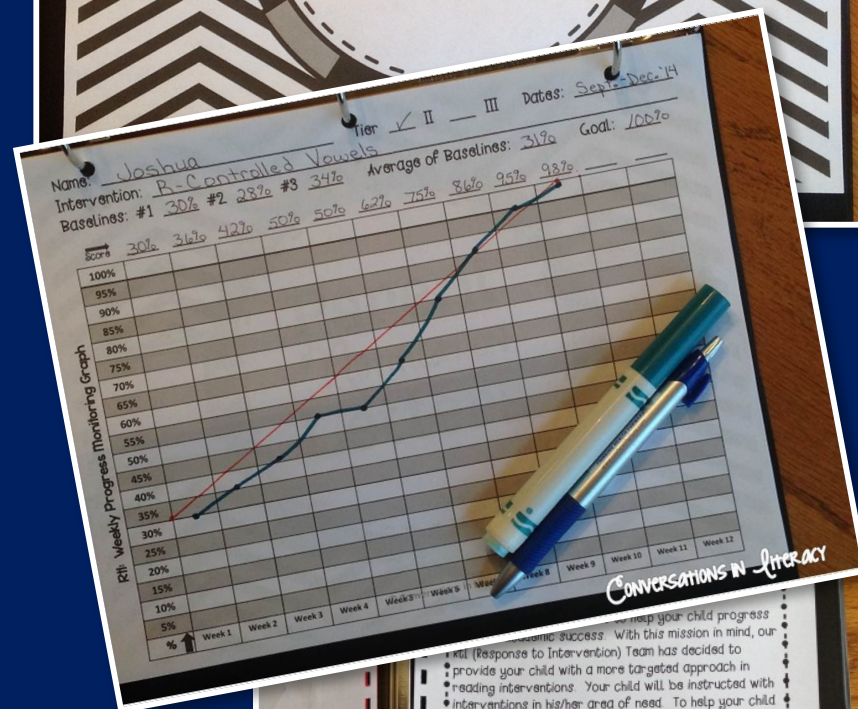 Name: Joshua Tier ✓ II __ III Dates: Sept.-Dec. '14
Intervention: R-Controlled Vowels
Baselines: #1 30% #2 28% #3 34% Average of Baselines: 31% Goal: 100%
Score 30% 36% 42% 50% 50% 62% 75% 86% 95% 98%
RtI: Weekly Progress Monitoring Graph
100%
95%
90%
85%
80%
75%
70%
65%
60%
55%
50%
45%
40%
35%
30%
25%
20%
15%
10%
5%
% Week 1 Week 2 Week 3 Week 4 Week 5 Week 6 Week 8 Week 9 Week 10 Week 11 Week 12
Conversations in Literacy
help your child progress
success. With this mission in mind, our
RtI (Response to Intervention) Team has decided to
provide your child with a more targeted approach in
reading interventions. Your child will be instructed with
interventions in his/her area of need. To help your child